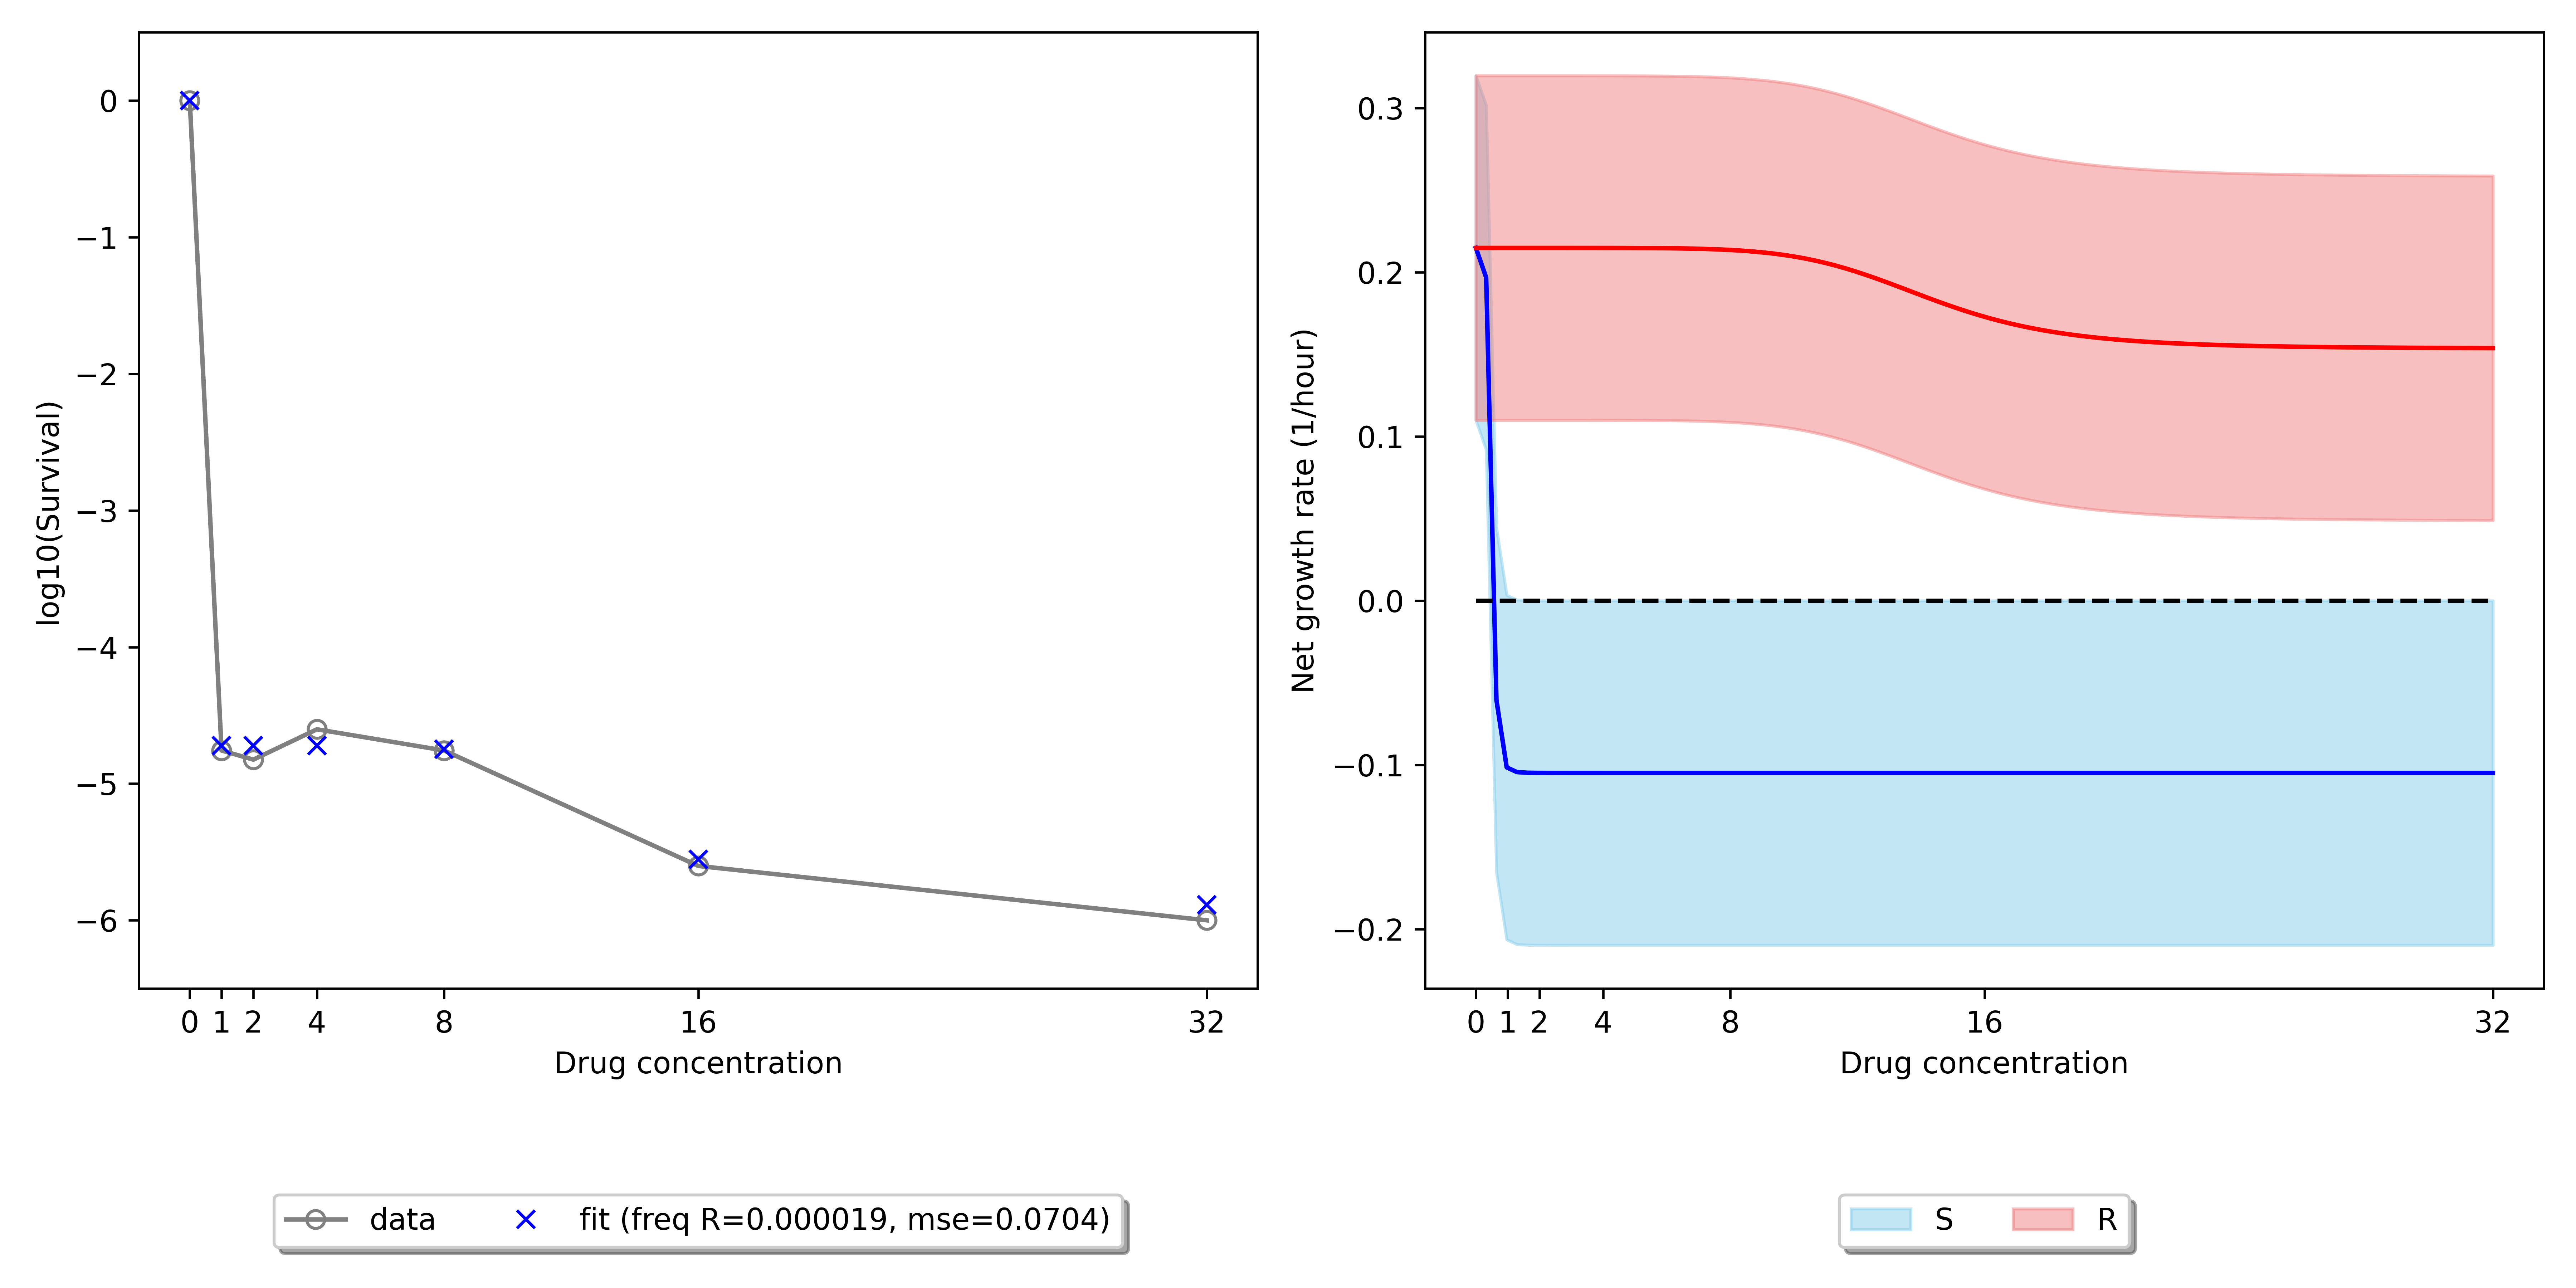 0
−1
−2
−3
−4
−5
−6
log10(Survival)
0 1 2 4 8 16 32
Drug concentration
data fit (freq R=0.000019, mse=0.0704)
0.3
0.2
0.1
0.0
−0.1
−0.2
Net growth rate (1/hour)
0 1 2 4 8 16 32
Drug concentration
S R